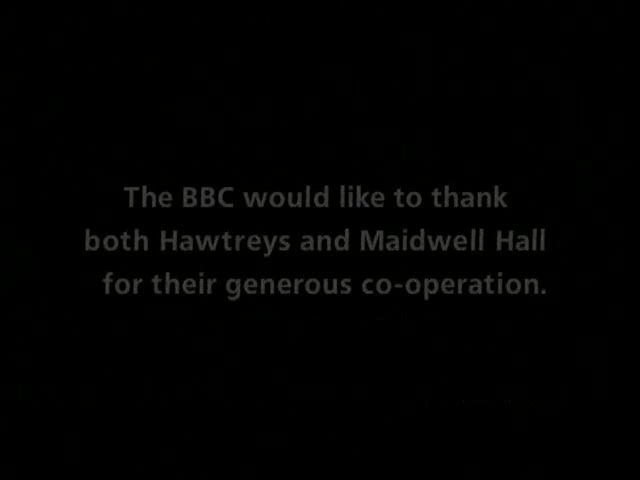 The BBC would like to thank
both Hawtreys and Maidwell Hall
for their generous co-operation.